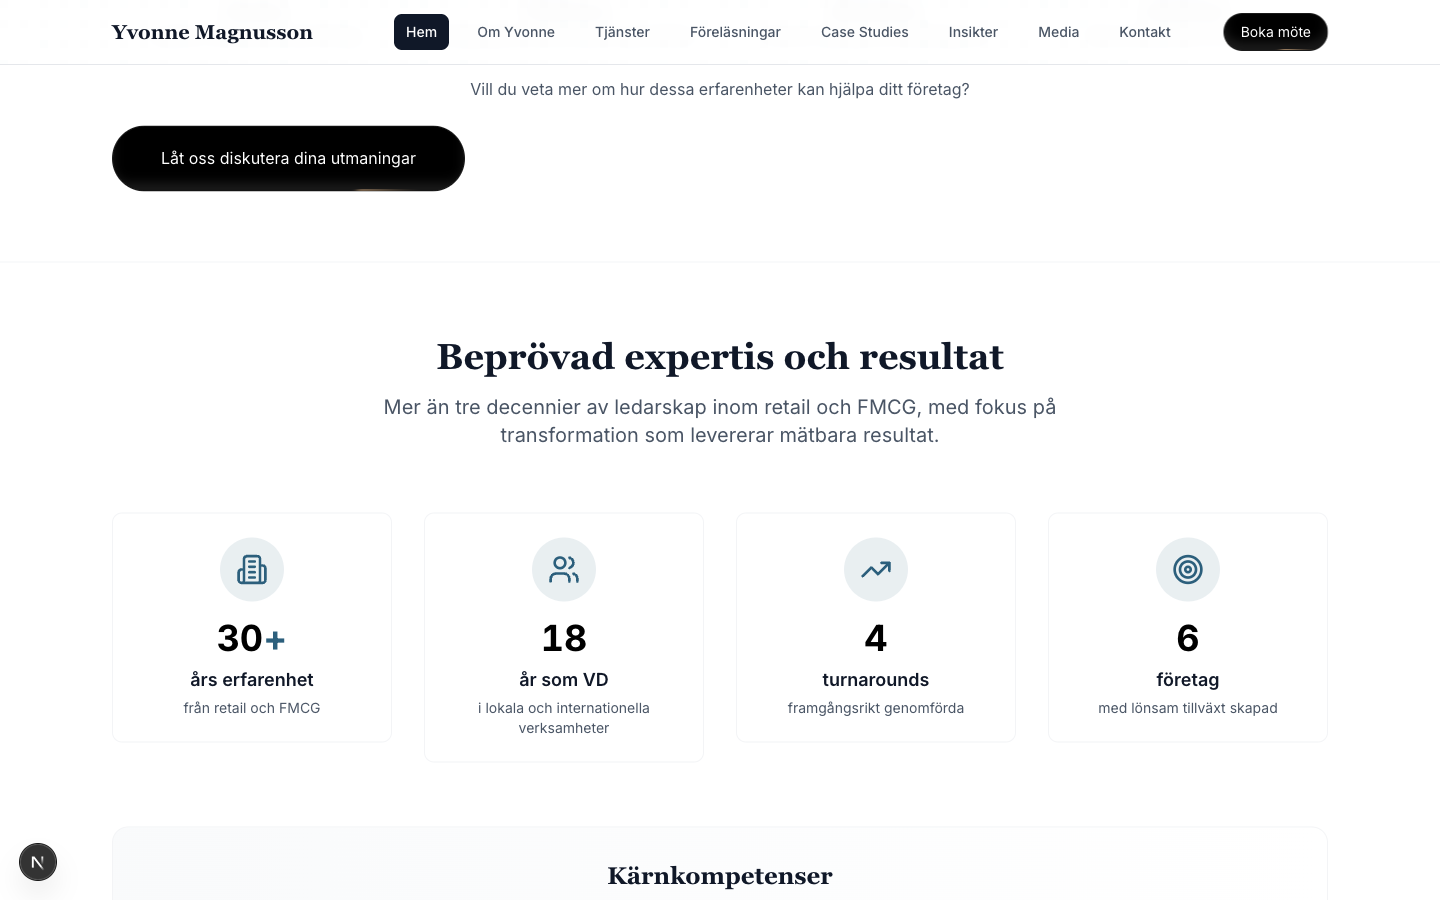 Yvonne Magnusson
Hem
Om Yvonne
Tjänster
Föreläsningar
Case Studies
Insikter
Media
Kontakt
Boka möte
Vill du veta mer om hur dessa erfarenheter kan hjälpa ditt företag?
Låt oss diskutera dina utmaningar
Beprövad expertis och resultat
Mer än tre decennier av ledarskap inom retail och FMCG, med fokus på
transformation som levererar mätbara resultat.
30+
års erfarenhet
från retail och FMCG
18
år som VD
i lokala och internationella
verksamheter
4
turnarounds
framgångsrikt genomförda
6
företag
med lönsam tillväxt skapad
N
Kärnkompetenser